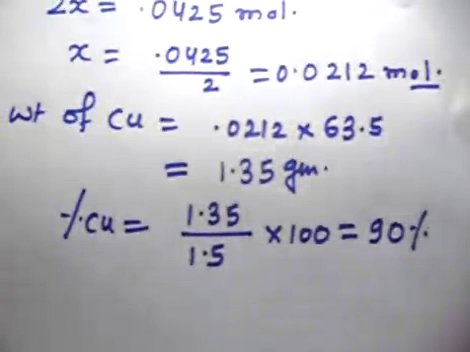 2x = .0425 mol.
x = .0425/2 = 0.0212 mol.
wt of Cu = .0212 × 63.5
= 1.35 gm.
%Cu = 1.35/1.5 × 100 = 90%